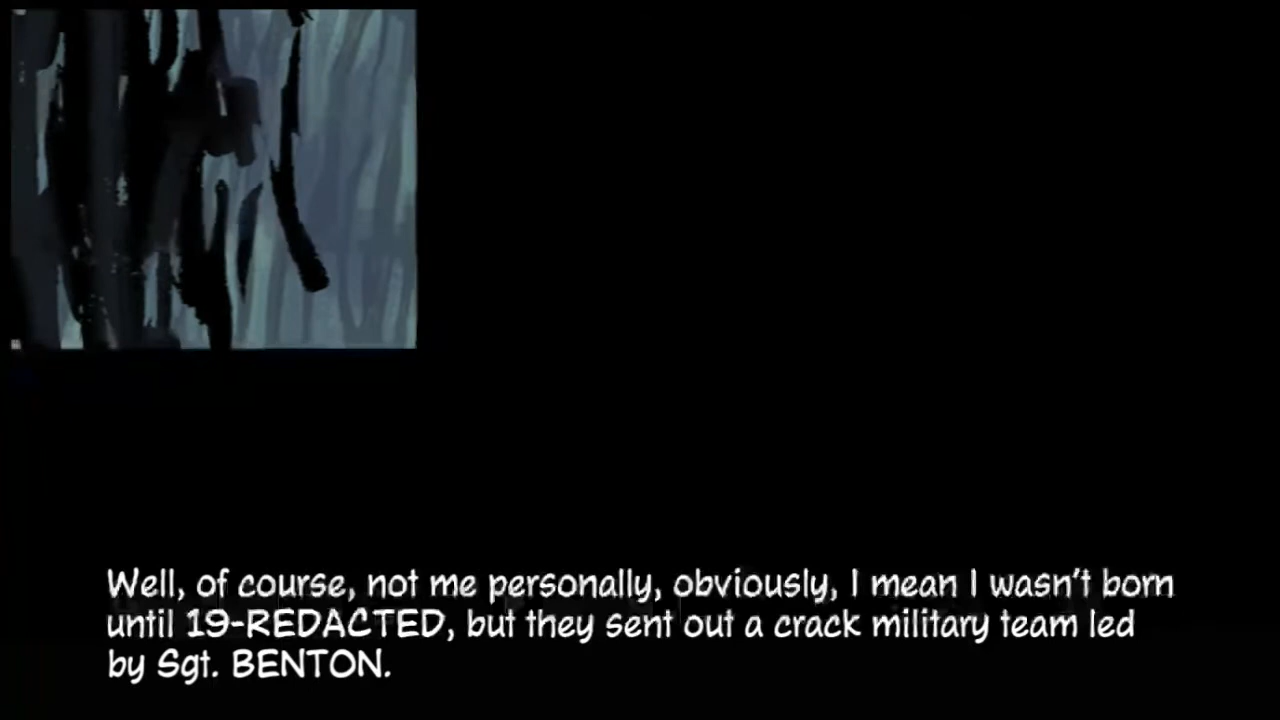 Well, of course, not me personally, obviously, I mean I wasn't born
until 19-REDACTED, but they sent out a crack military team led
by Sgt. BENTON.